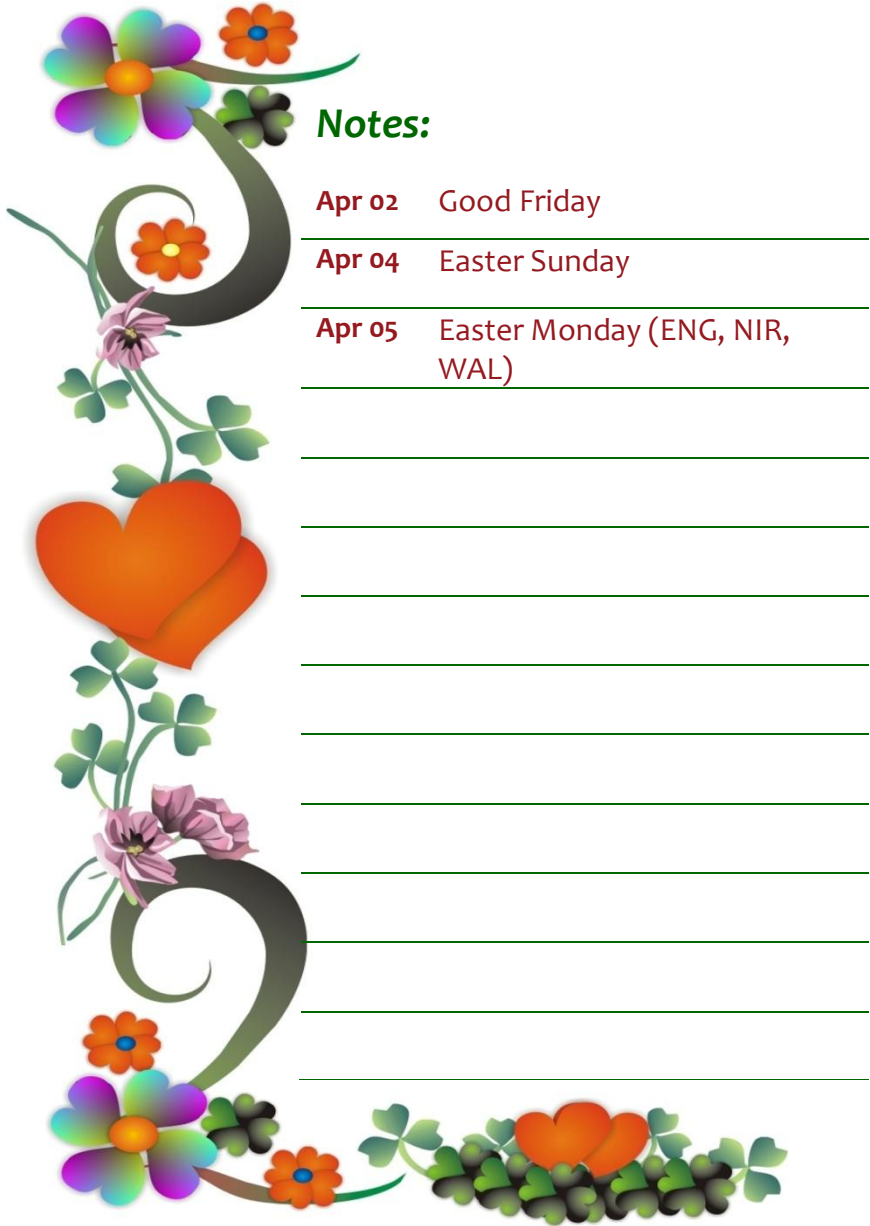 Notes:
Apr 02 Good Friday
Apr 04 Easter Sunday
Apr 05 Easter Monday (ENG, NIR,
WAL)